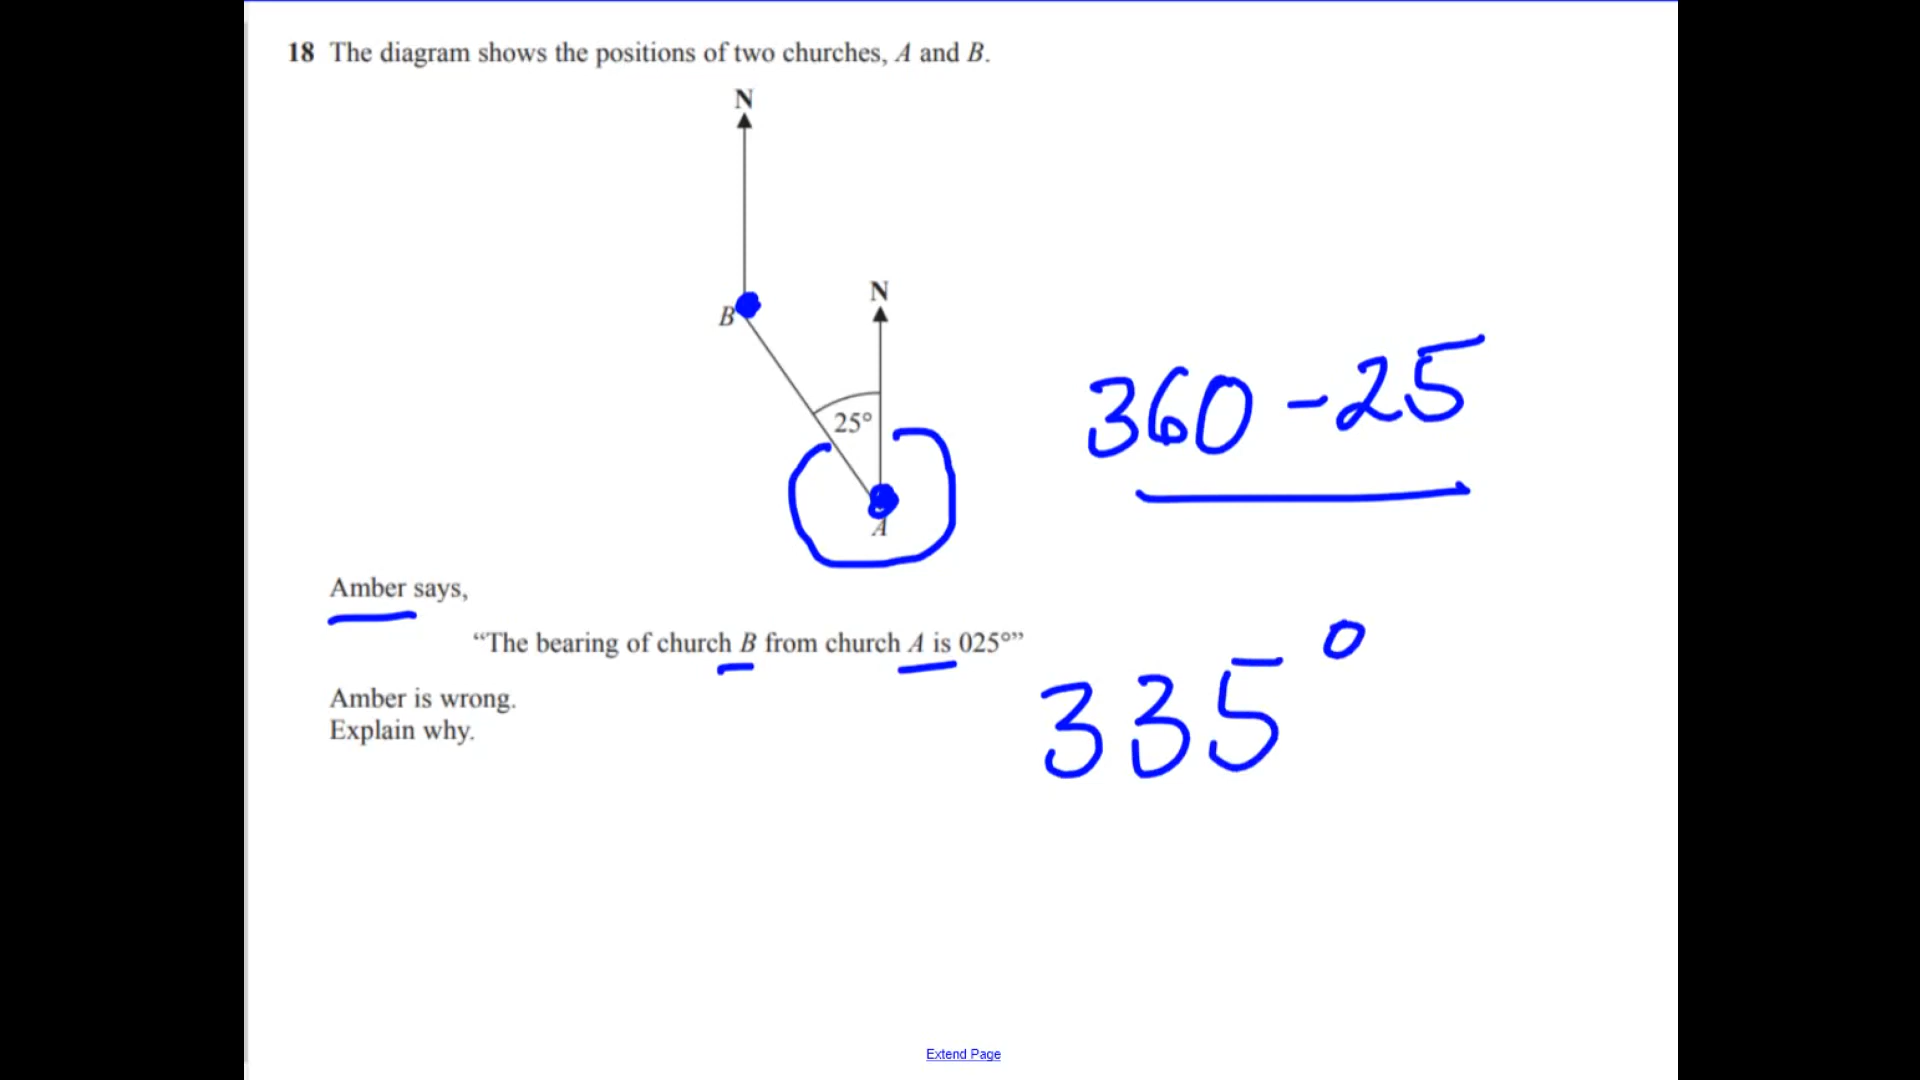 18 The diagram shows the positions of two churches, A and B.
N
N
B
25°
A
360 - 25
Amber says,
“The bearing of church B from church A is 025°”
335°
Amber is wrong.
Explain why.
Extend Page